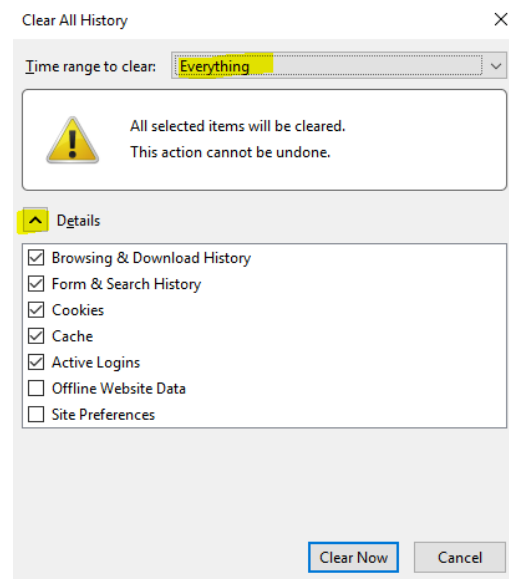 Clear All History
Time range to clear: Everything
All selected items will be cleared.
This action cannot be undone.
Details
Browsing & Download History
Form & Search History
Cookies
Cache
Active Logins
Offline Website Data
Site Preferences
Clear Now Cancel